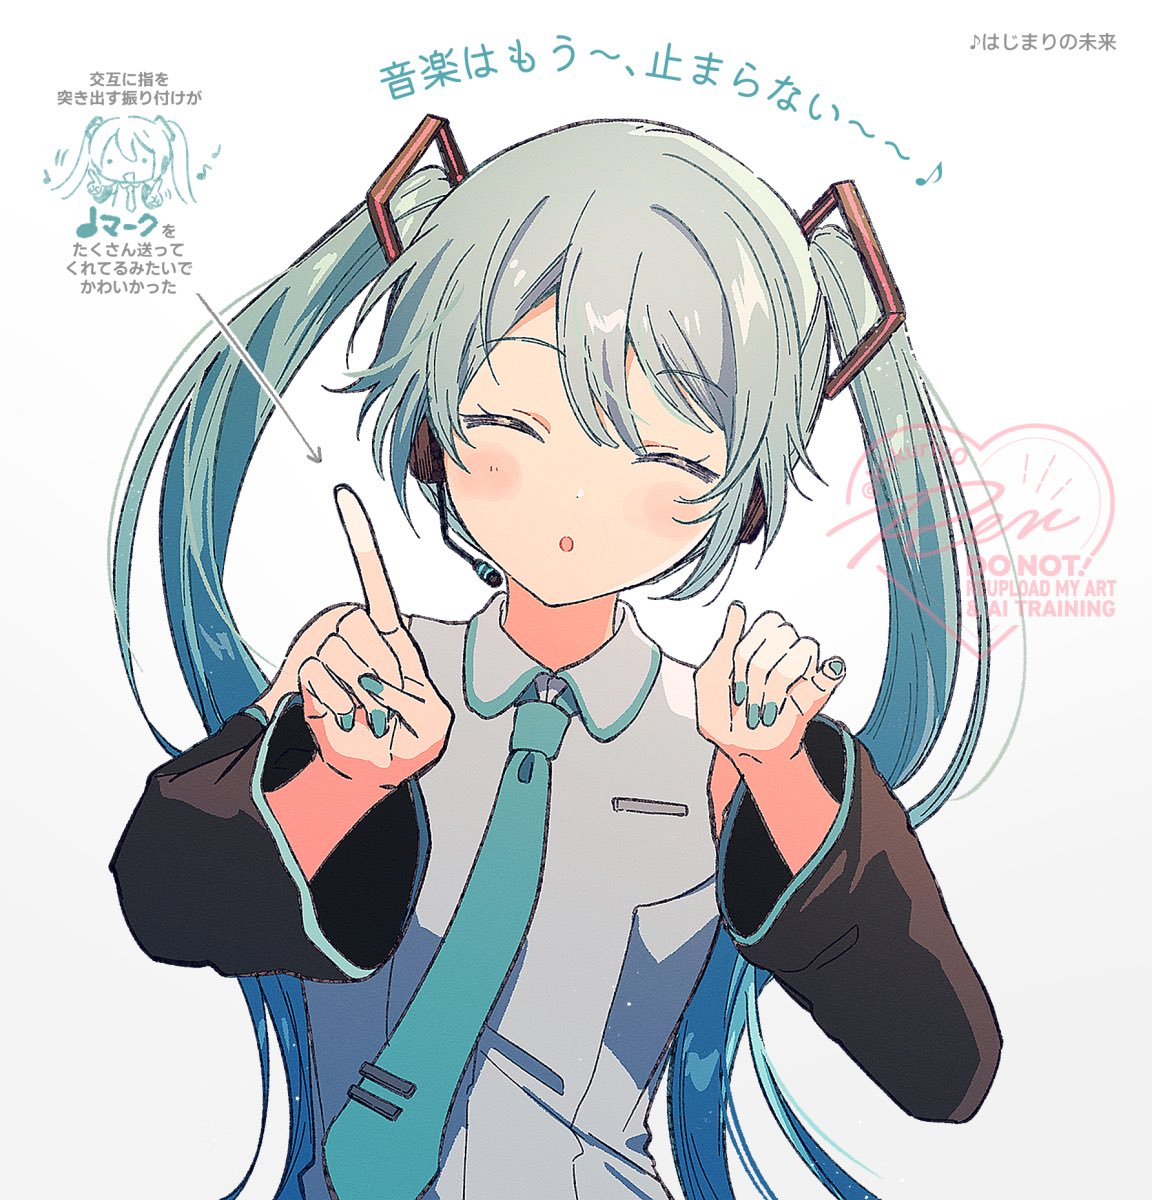 ♪はじまりの未来
音楽はもう〜、止まらない〜〜♪
交互に指を
突き出す振り付けが
♩マークを
たくさん送って
くれてるみたいで
かわいかった
Ren
DO NOT!
REUPLOAD MY ART
& AI TRAINING